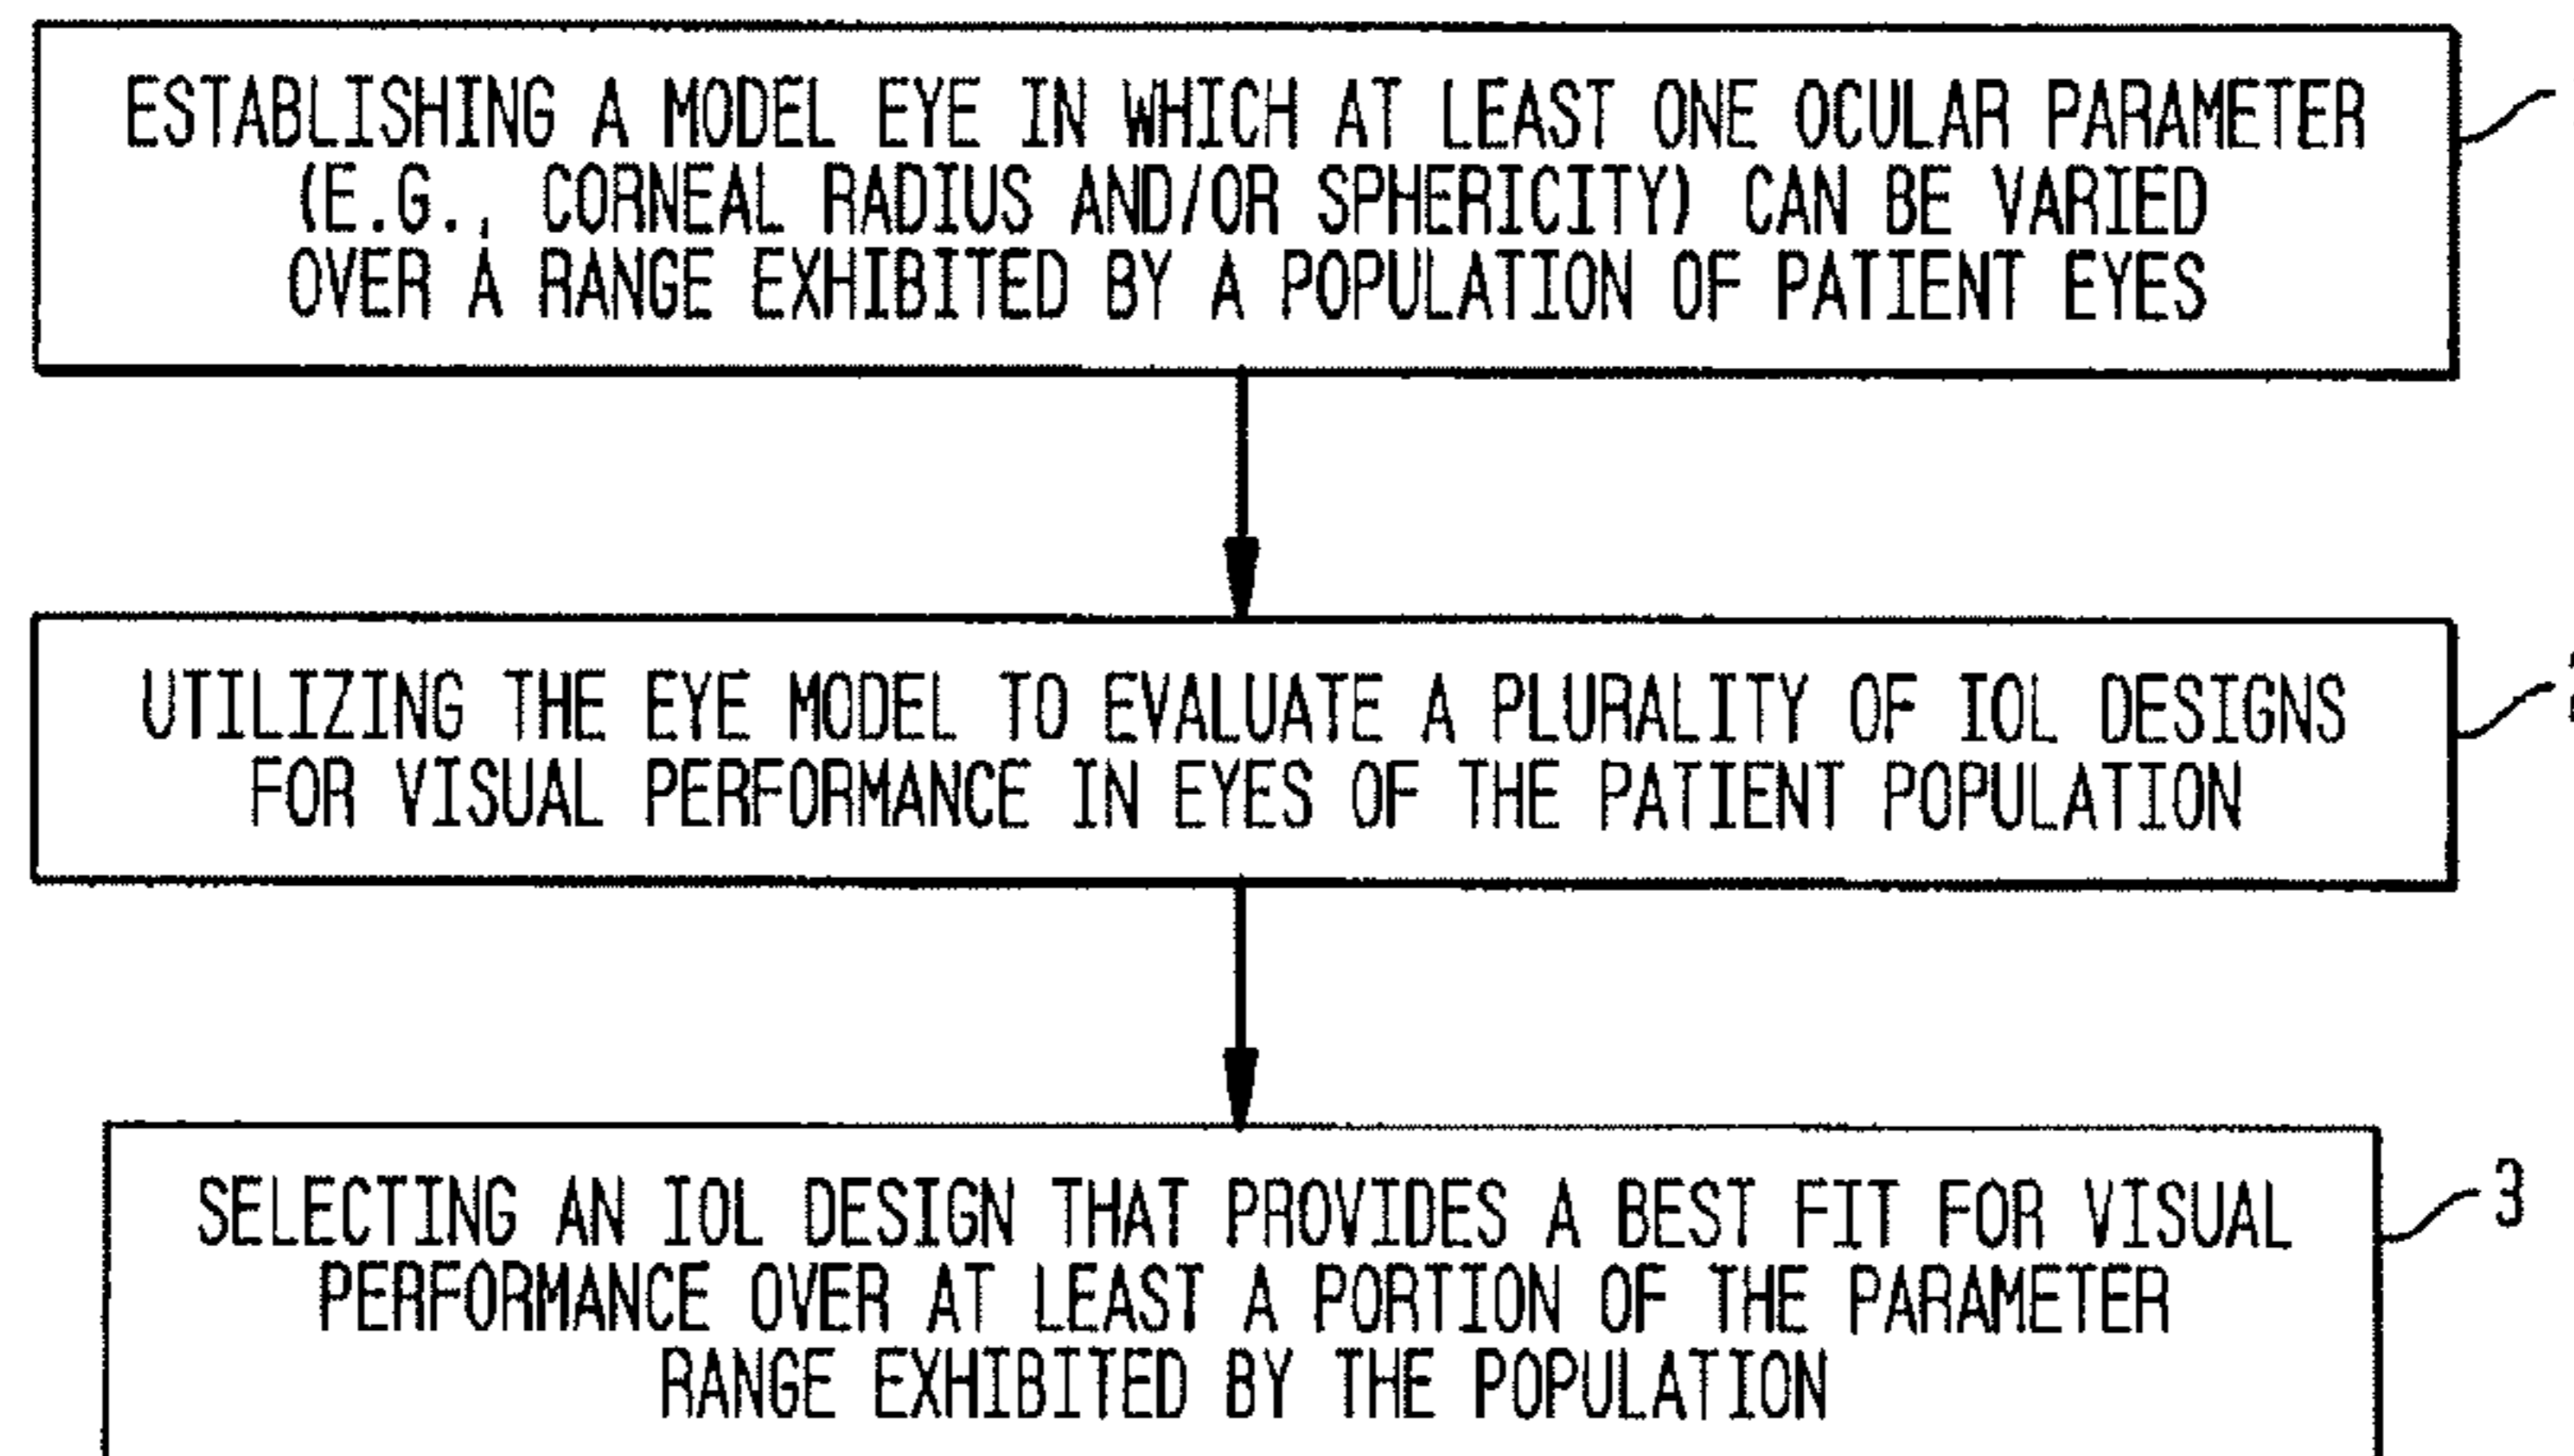 ESTABLISHING A MODEL EYE IN WHICH AT LEAST ONE OCULAR PARAMETER
(E.G., CORNEAL RADIUS AND/OR SPHERICITY) CAN BE VARIED
OVER A RANGE EXHIBITED BY A POPULATION OF PATIENT EYES
UTILIZING THE EYE MODEL TO EVALUATE A PLURALITY OF IOL DESIGNS
FOR VISUAL PERFORMANCE IN EYES OF THE PATIENT POPULATION
SELECTING AN IOL DESIGN THAT PROVIDES A BEST FIT FOR VISUAL
PERFORMANCE OVER AT LEAST A PORTION OF THE PARAMETER
RANGE EXHIBITED BY THE POPULATION
3